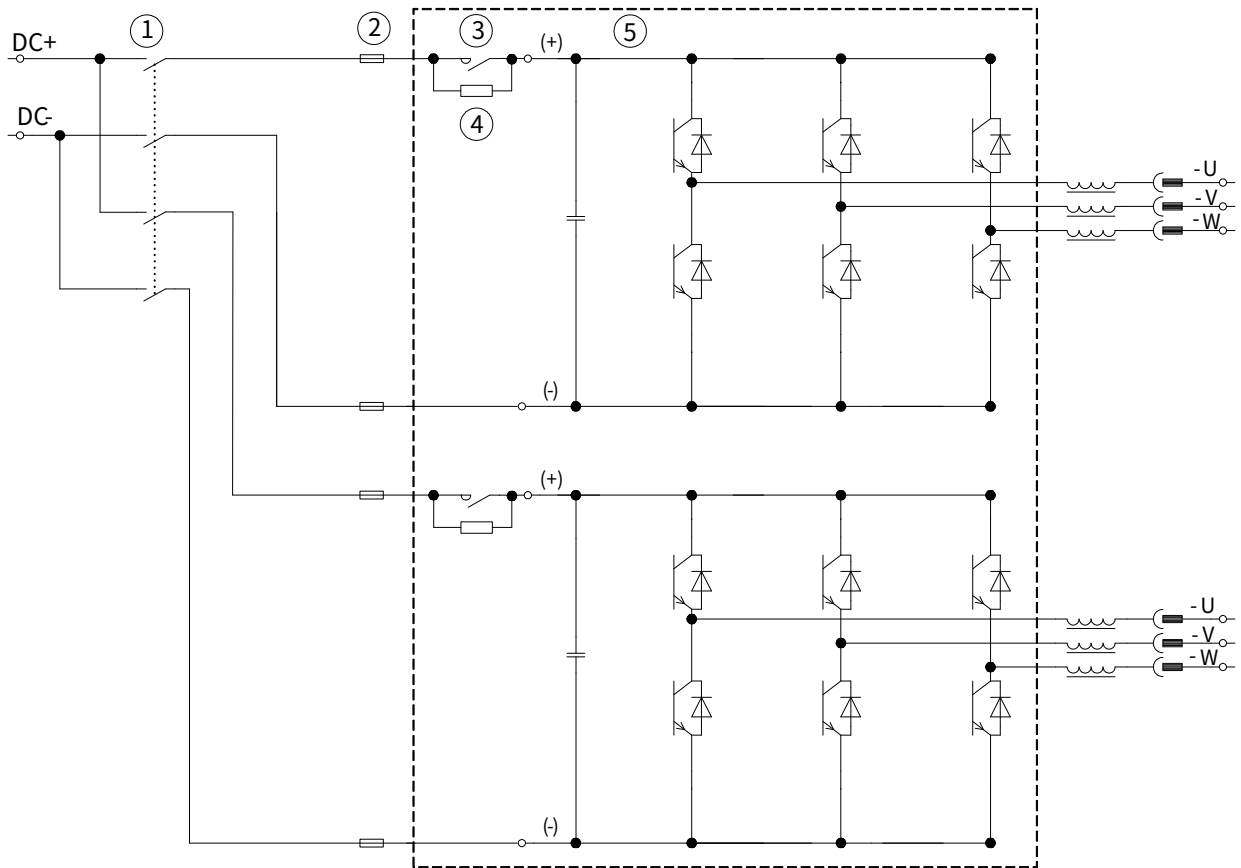 DC+
①
②
③
(+)
⑤
④
DC-
-U
-V
-W
(-)
(+)
-U
-V
-W
(-)